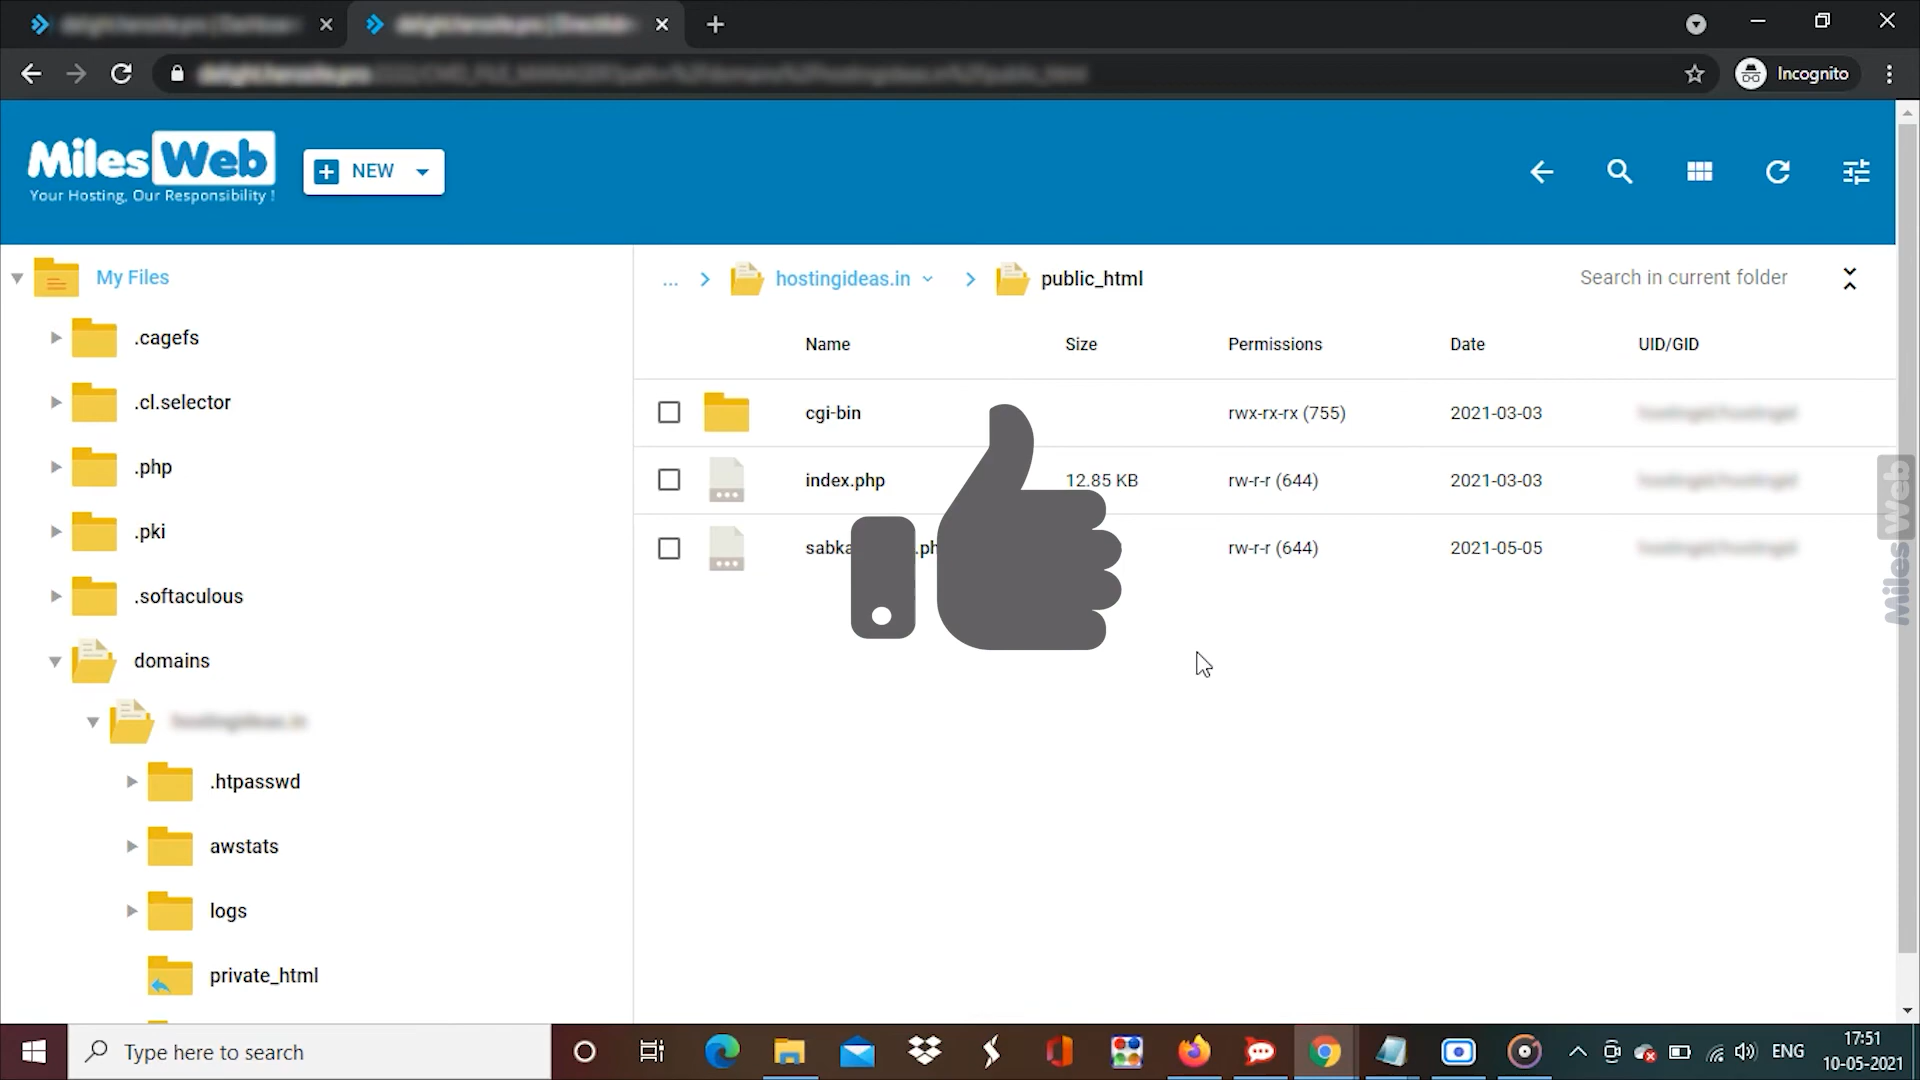 Incognito
Miles Web
Your Hosting, Our Responsibility !
NEW
My Files
... hostingideas.in public_html
Search in current folder
Name Size Permissions Date UID/GID
cgi-bin rwx-rx-rx (755) 2021-03-03
index.php 12.85 KB rw-r-r (644) 2021-03-03
rw-r-r (644) 2021-05-05
.cagefs
.cl.selector
.php
.pki
.softaculous
domains
.htpasswd
awstats
logs
private_html
MilesWeb
Type here to search
ENG
17:51
10-05-2021